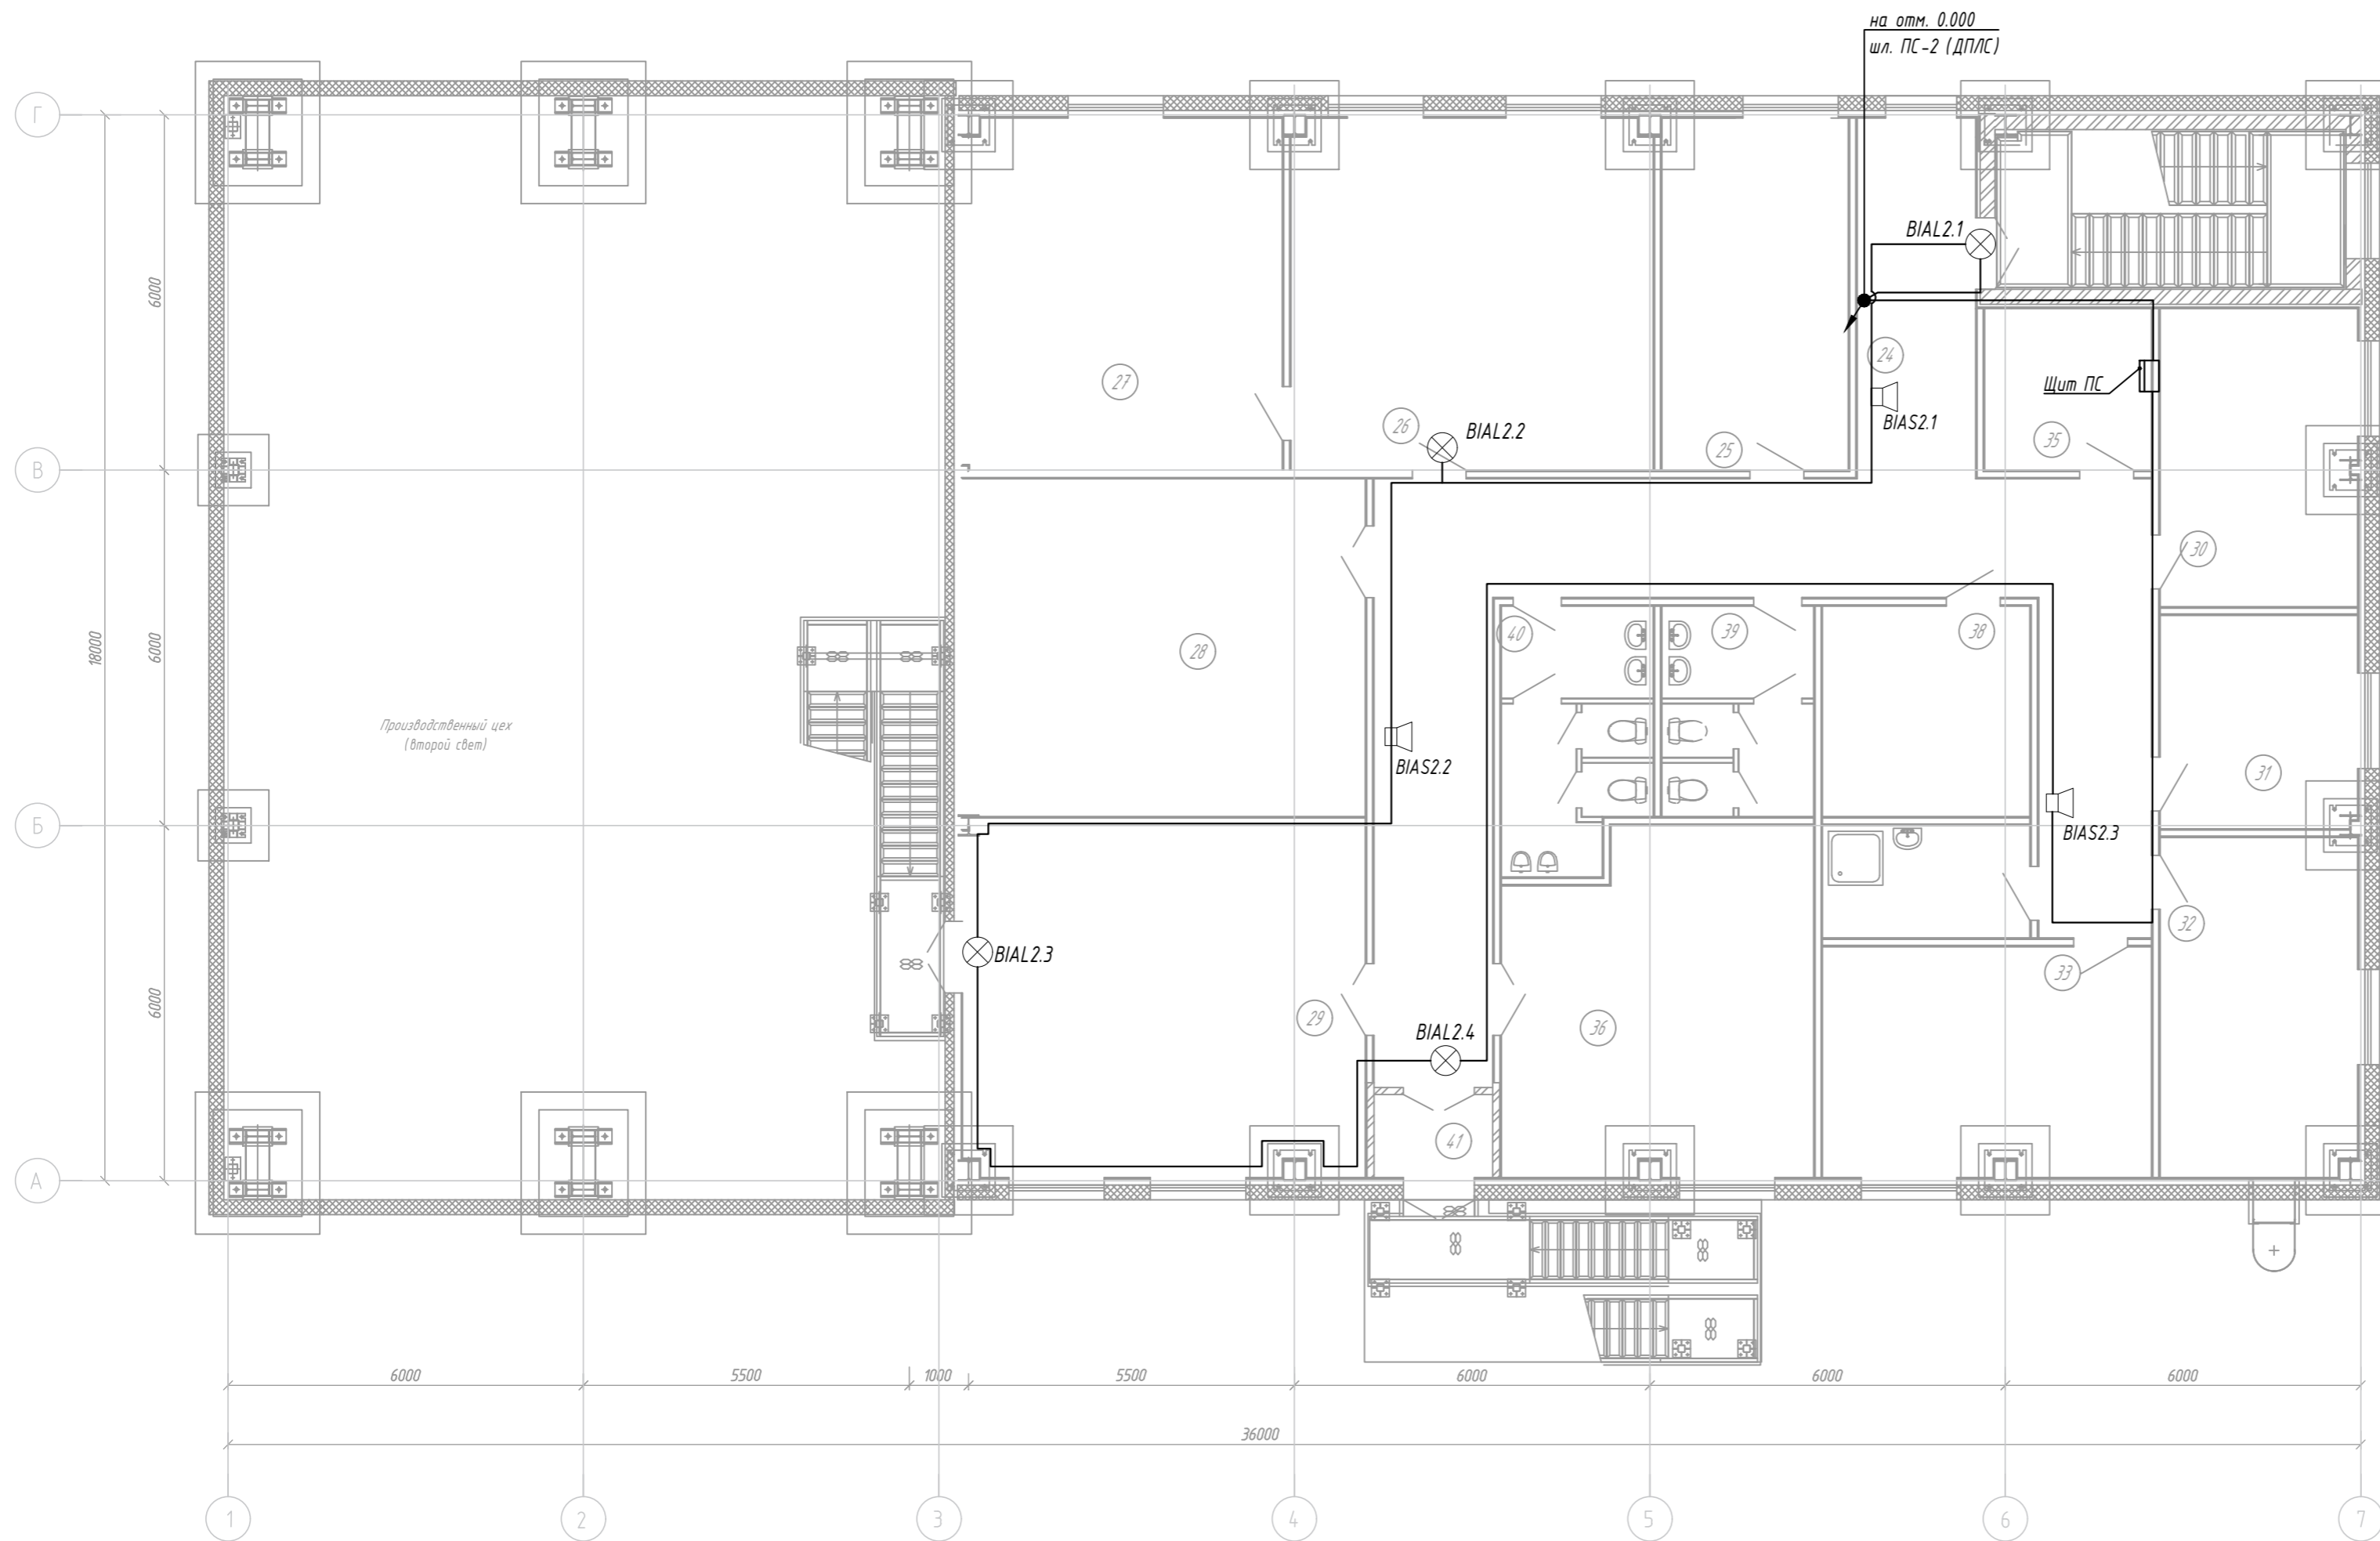 на отм. 0.000
шл. ПС-2 (ДПЛС)
Г
BIAL2.1
6000
24
27
Щит ПС
26
BIAL2.2
BIAS2.1
25
35
В
30
18000
6000
40
39
38
28
Производственный цех
(второй свет)
BIAS2.2
31
Б
BIAS2.3
32
BIAL2.3
33
6000
29
36
BIAL2.4
41
А
6000
5500
1000
5500
6000
6000
6000
36000
1
2
3
4
5
6
7